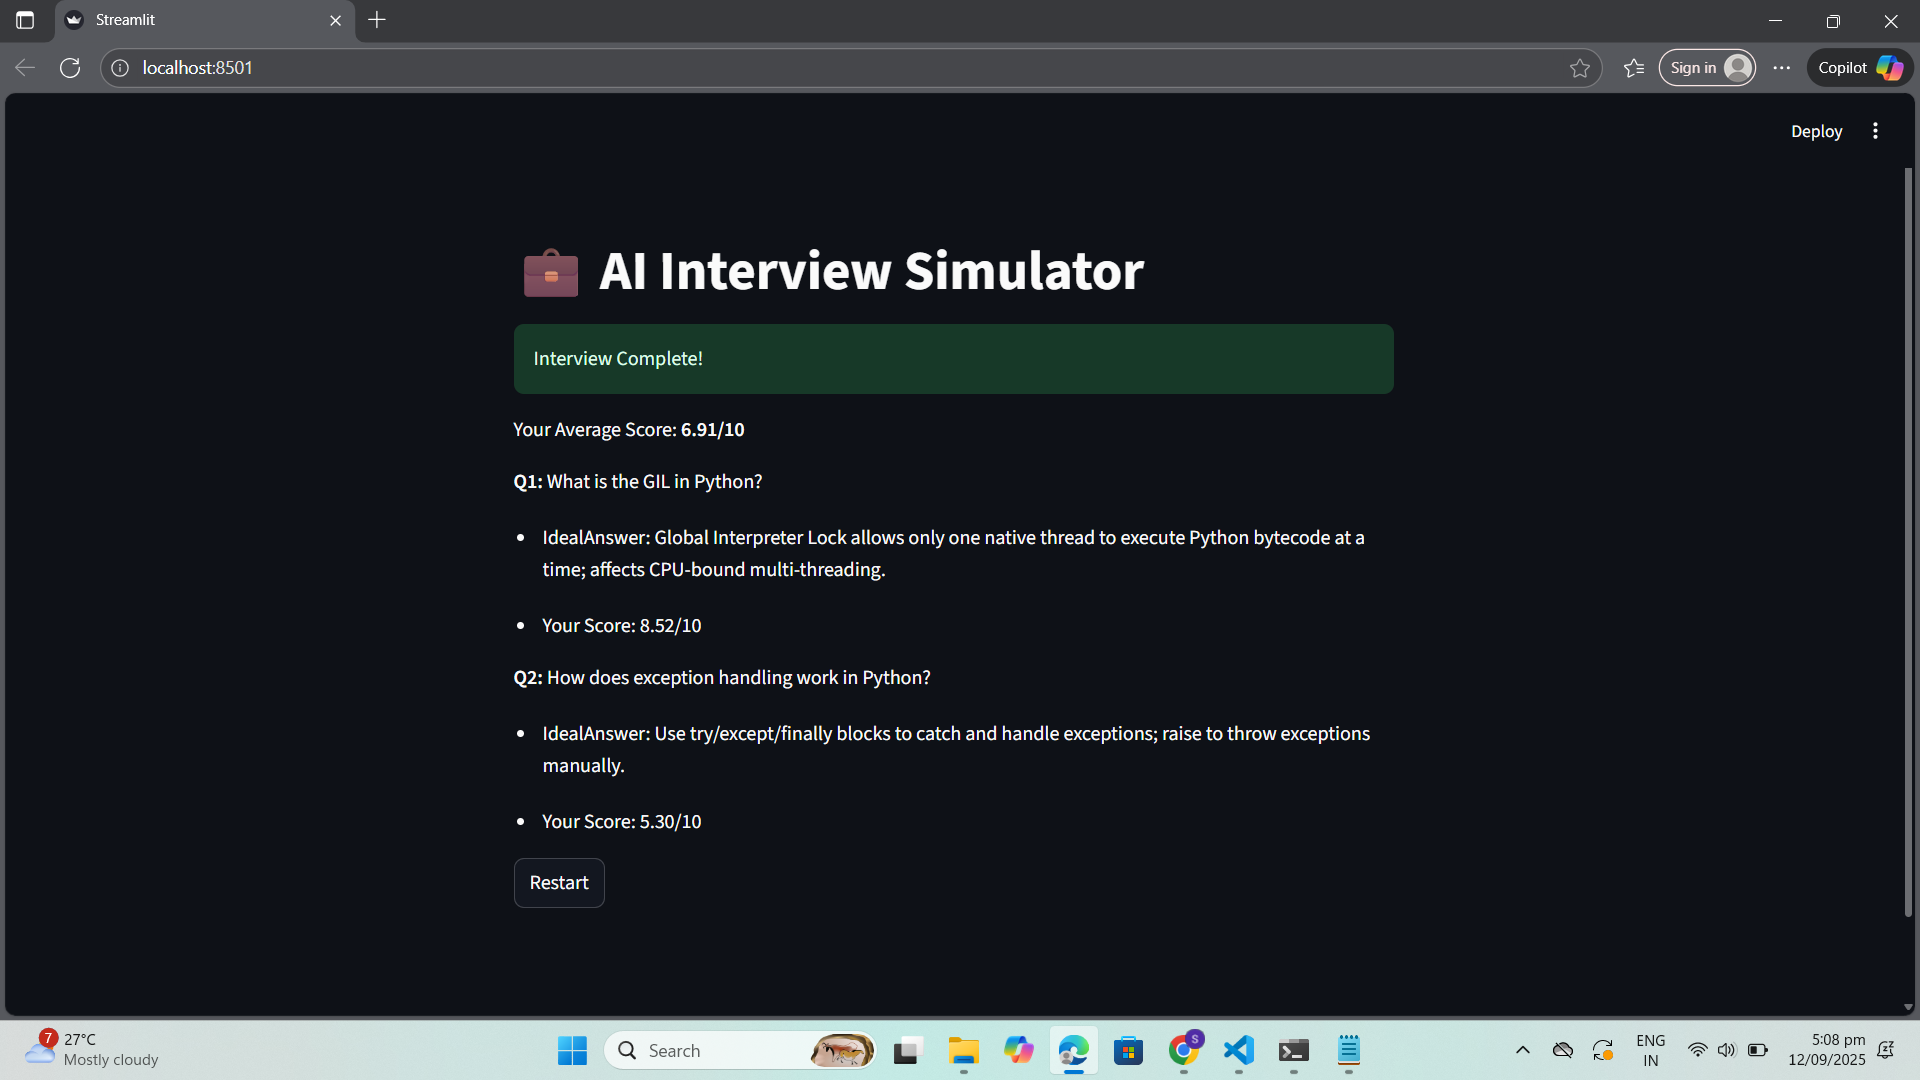 Streamlit
localhost:8501
Sign in
Copilot
Deploy
AI Interview Simulator
Interview Complete!
Your Average Score: 6.91/10
Q1: What is the GIL in Python?
IdealAnswer: Global Interpreter Lock allows only one native thread to execute Python bytecode at a
time; affects CPU-bound multi-threading.
Your Score: 8.52/10
Q2: How does exception handling work in Python?
IdealAnswer: Use try/except/finally blocks to catch and handle exceptions; raise to throw exceptions
manually.
Your Score: 5.30/10
Restart
7
27°C
Mostly cloudy
Search
S
ENG
IN
5:08 pm
12/09/2025